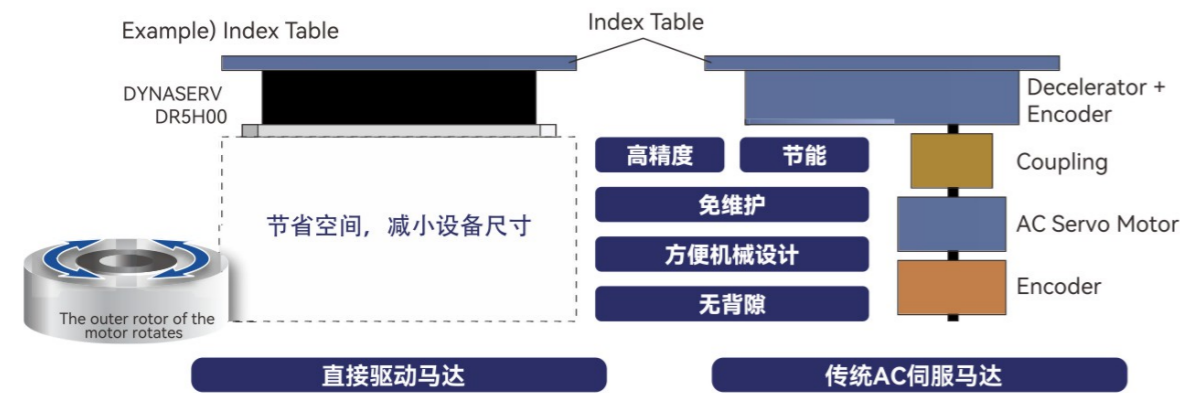 Example) Index Table
Index Table
DYNASERV
DR5H00
Decelerator +
Encoder
高精度
节能
Coupling
免维护
节省空间，减小设备尺寸
AC Servo Motor
方便机械设计
Encoder
无背隙
The outer rotor of the
motor rotates
直接驱动马达
传统AC伺服马达